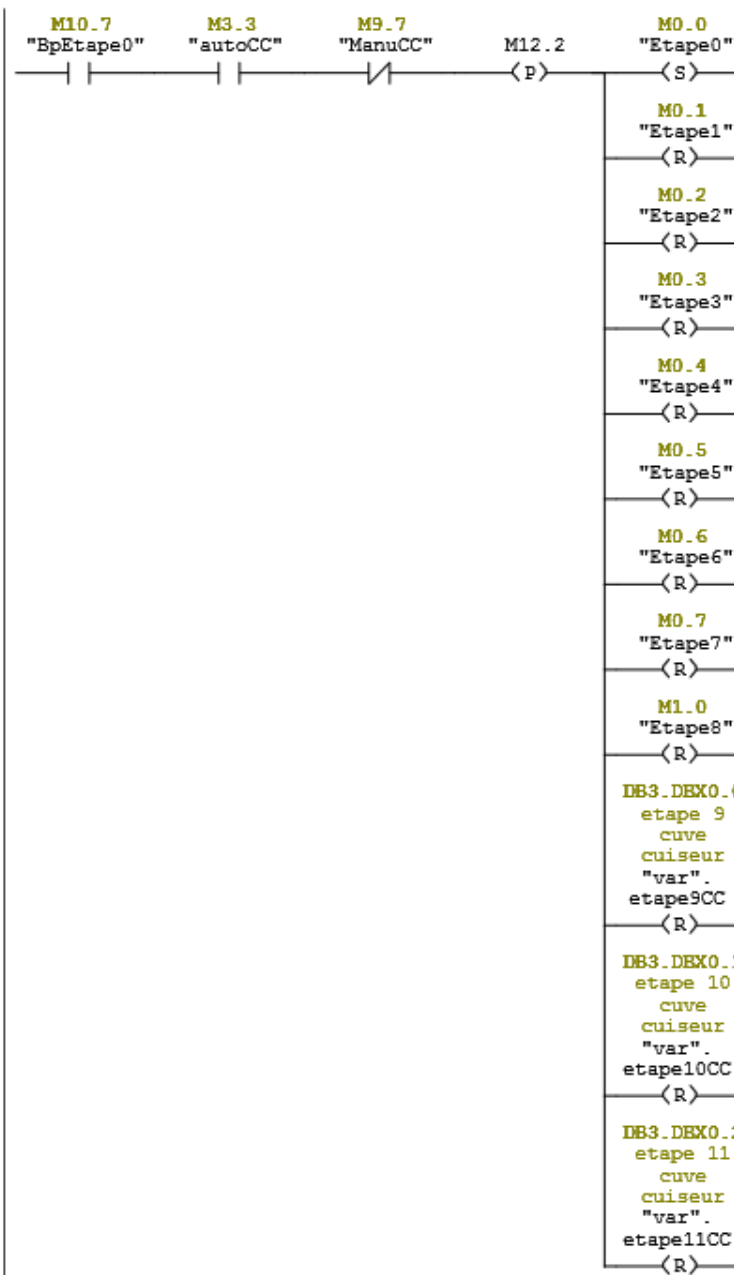 M10.7 M3.3 M9.7 M0.0
"BpEtape0" "autoCC" "ManuCC" M12.2 "Etape0"
P S
M0.1
"Etape1"
R
M0.2
"Etape2"
R
M0.3
"Etape3"
R
M0.4
"Etape4"
R
M0.5
"Etape5"
R
M0.6
"Etape6"
R
M0.7
"Etape7"
R
M1.0
"Etape8"
R
etape 9
cuve
cuiseur
"var".
etape9CC
R
etape 10
cuve
cuiseur
"var".
etape10CC
R
etape 11
cuve
cuiseur
"var".
etape11CC
R